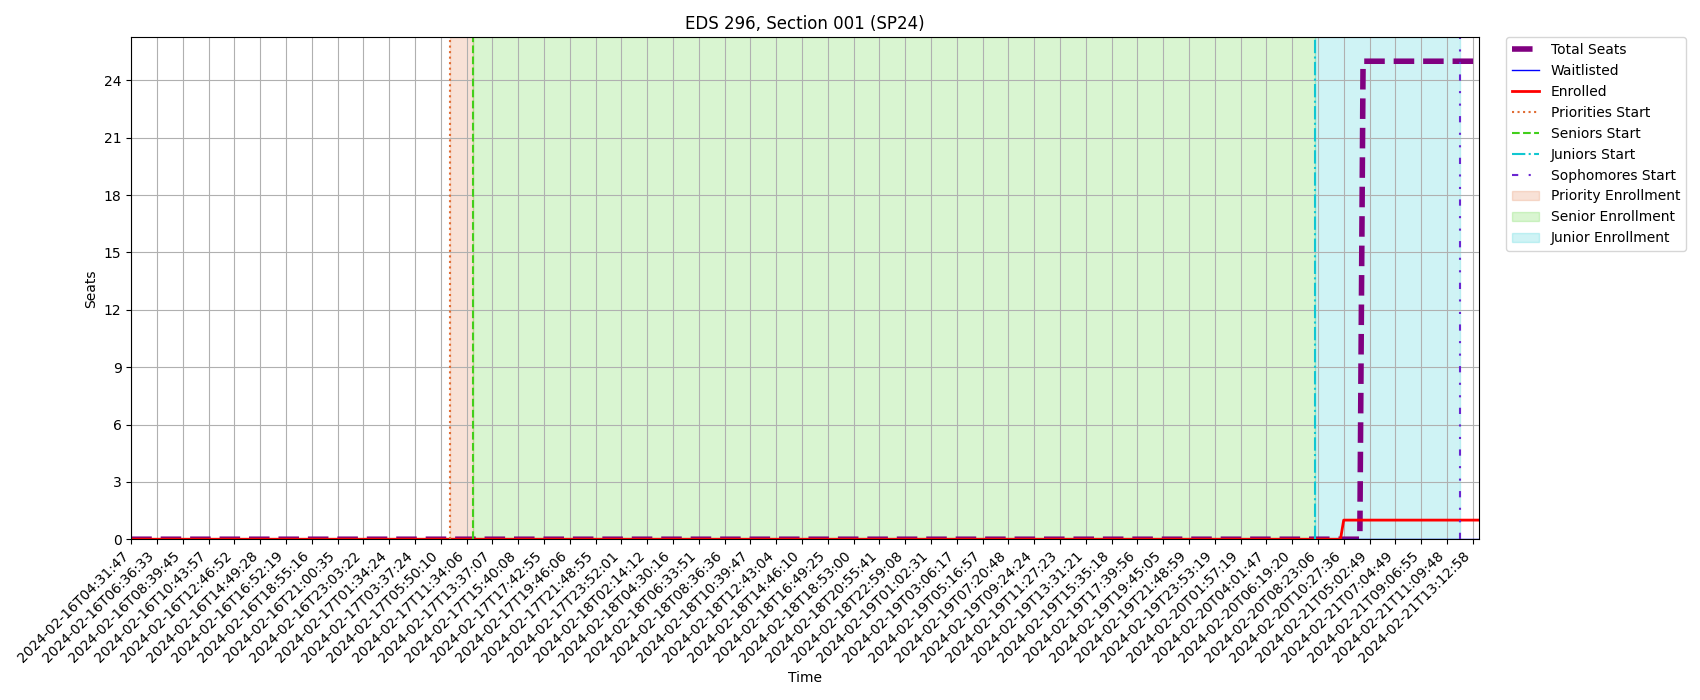 EDS 296, Section 001 (SP24)
Total Seats
Waitlisted
Enrolled
Priorities Start
Seniors Start
Juniors Start
Sophomores Start
Priority Enrollment
Senior Enrollment
Junior Enrollment
Seats
24
21
18
15
12
9
6
3
0
2024-02-16T04:31:47
2024-02-16T06:36:33
2024-02-16T08:39:45
2024-02-16T10:43:57
2024-02-16T12:46:52
2024-02-16T14:49:28
2024-02-16T16:52:19
2024-02-16T18:55:16
2024-02-16T21:00:35
2024-02-16T23:03:22
2024-02-17T01:34:24
2024-02-17T03:37:24
2024-02-17T05:50:10
2024-02-17T11:34:06
2024-02-17T13:37:07
2024-02-17T15:40:08
2024-02-17T17:42:55
2024-02-17T19:46:06
2024-02-17T21:48:55
2024-02-17T23:52:01
2024-02-18T02:14:12
2024-02-18T04:30:16
2024-02-18T06:33:51
2024-02-18T08:36:36
2024-02-18T10:39:47
2024-02-18T12:43:04
2024-02-18T14:46:10
2024-02-18T16:49:25
2024-02-18T18:53:00
2024-02-18T20:55:41
2024-02-18T22:59:08
2024-02-19T01:02:31
2024-02-19T03:06:17
2024-02-19T05:16:57
2024-02-19T07:20:48
2024-02-19T09:24:24
2024-02-19T11:27:23
2024-02-19T13:31:21
2024-02-19T15:35:18
2024-02-19T17:39:56
2024-02-19T19:45:05
2024-02-19T21:48:59
2024-02-19T23:53:19
2024-02-20T01:57:19
2024-02-20T04:01:47
2024-02-20T06:19:20
2024-02-20T08:23:06
2024-02-20T10:27:36
2024-02-21T05:02:49
2024-02-21T07:04:49
2024-02-21T09:06:55
2024-02-21T11:09:48
2024-02-21T13:12:58
Time